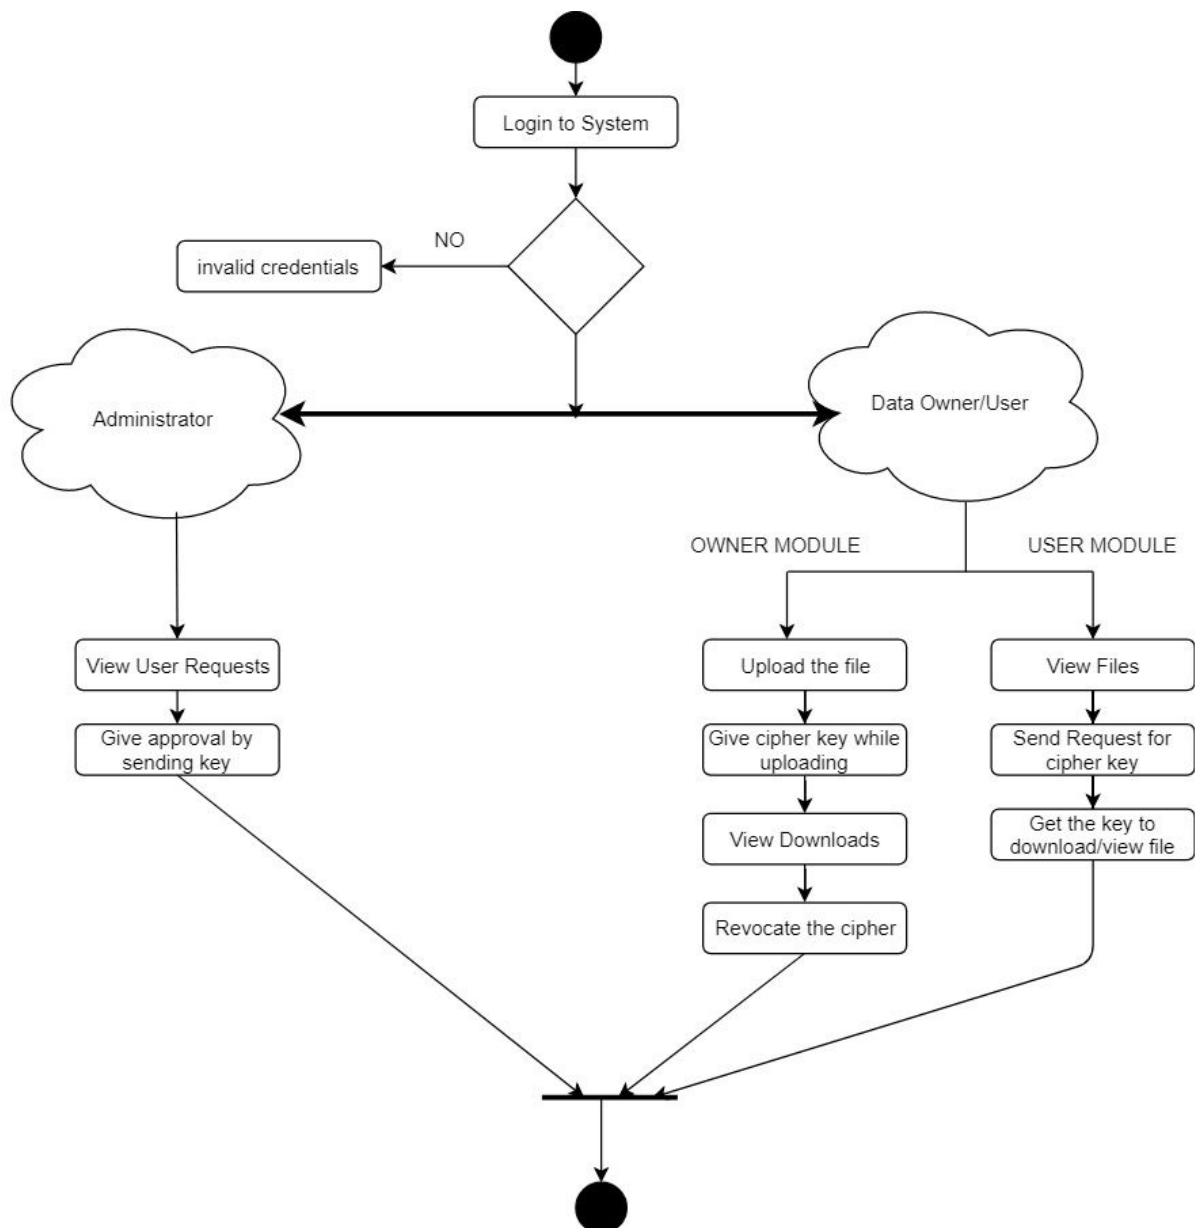 Login to System
NO
invalid credentials
Administrator
Data Owner/User
OWNER MODULE
USER MODULE
View User Requests
Give approval by
sending key
Upload the file
Give cipher key while
uploading
View Downloads
Revocate the cipher
View Files
Send Request for
cipher key
Get the key to
download/view file